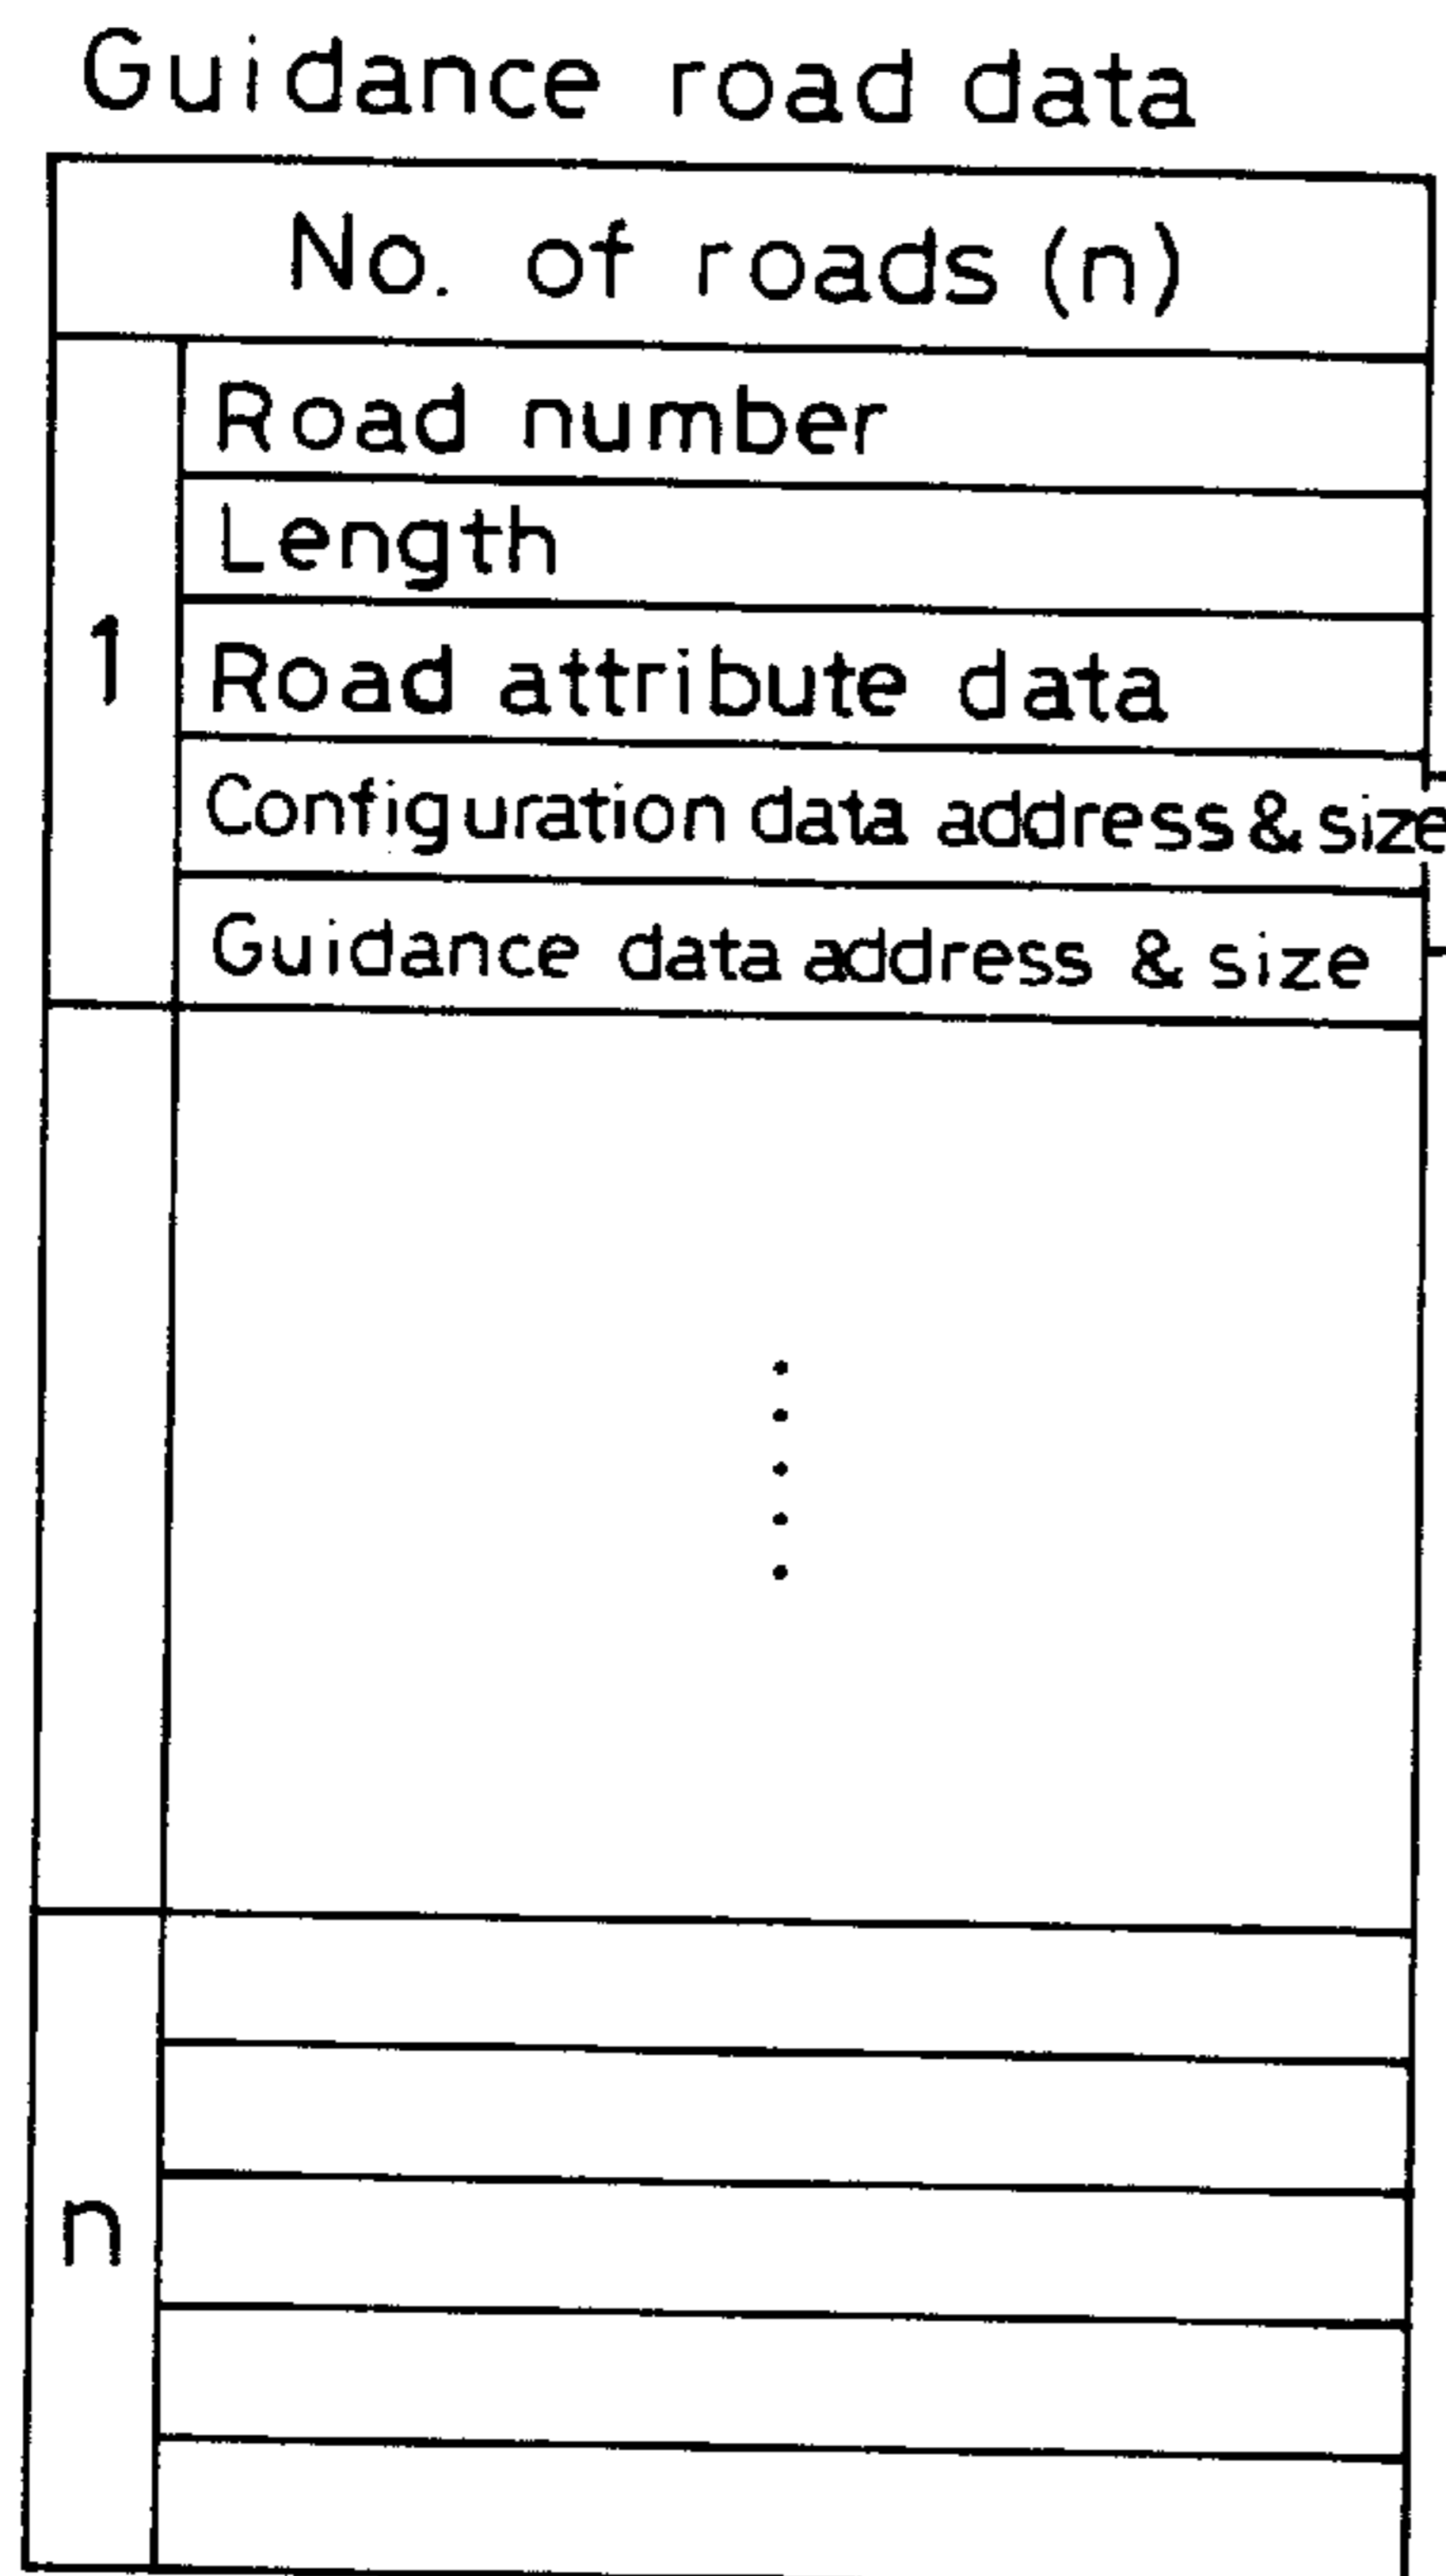 Guidance road data
No. of roads (n)
1
Road number
Length
Road attribute data
Configuration data address & size
Guidance data address & size
n